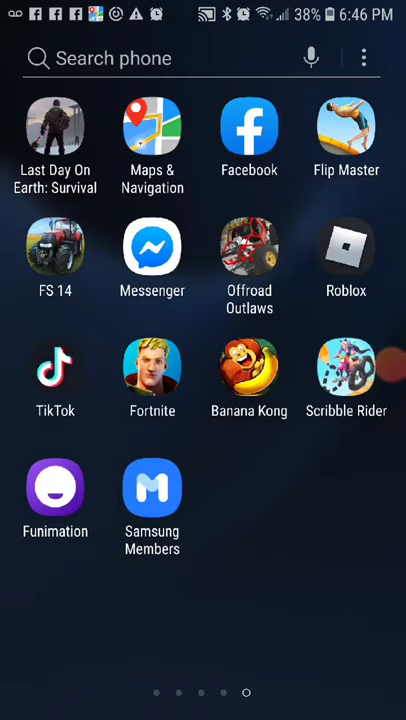 38% 6:46 PM
Search phone
Last Day On
Earth: Survival
Maps &
Navigation
Facebook
Flip Master
FS 14
Messenger
Offroad
Outlaws
Roblox
TikTok
Fortnite
Banana Kong
Scribble Rider
Funimation
Samsung
Members